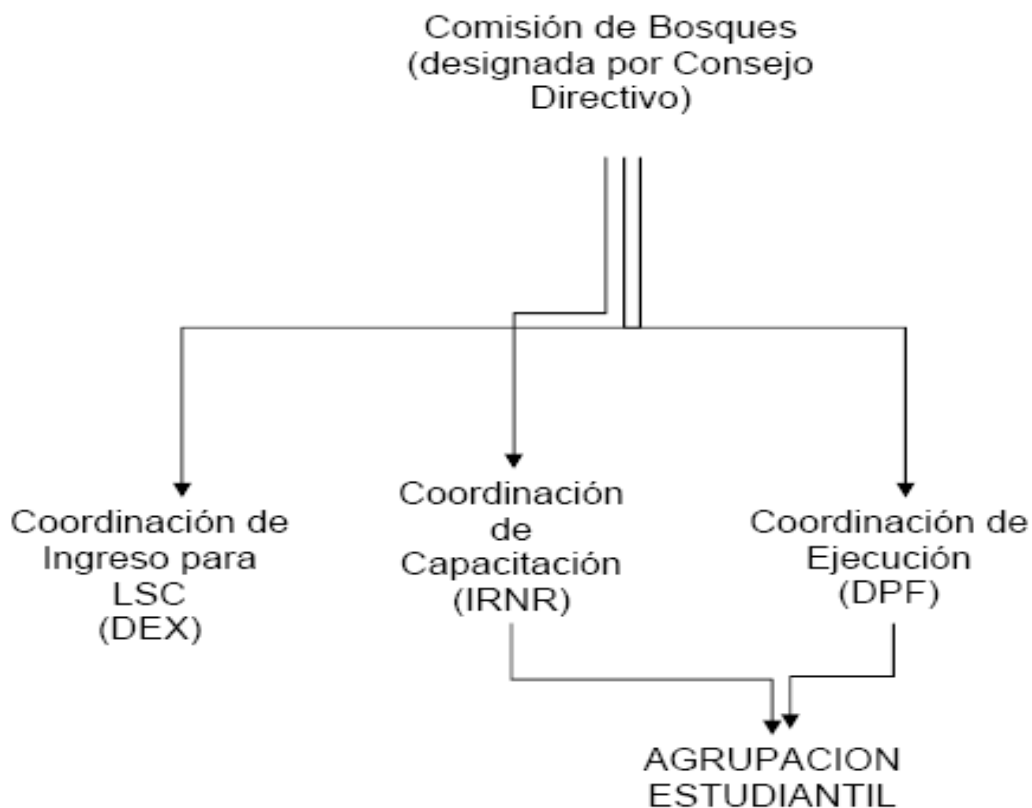 Comisión de Bosques
(designada por Consejo
Directivo)
Coordinación de
Ingreso para
LSC
(DEX)
Coordinación
de
Capacitación
(IRNR)
Coordinación de
Ejecución
(DPF)
AGRUPACION
ESTUDIANTIL